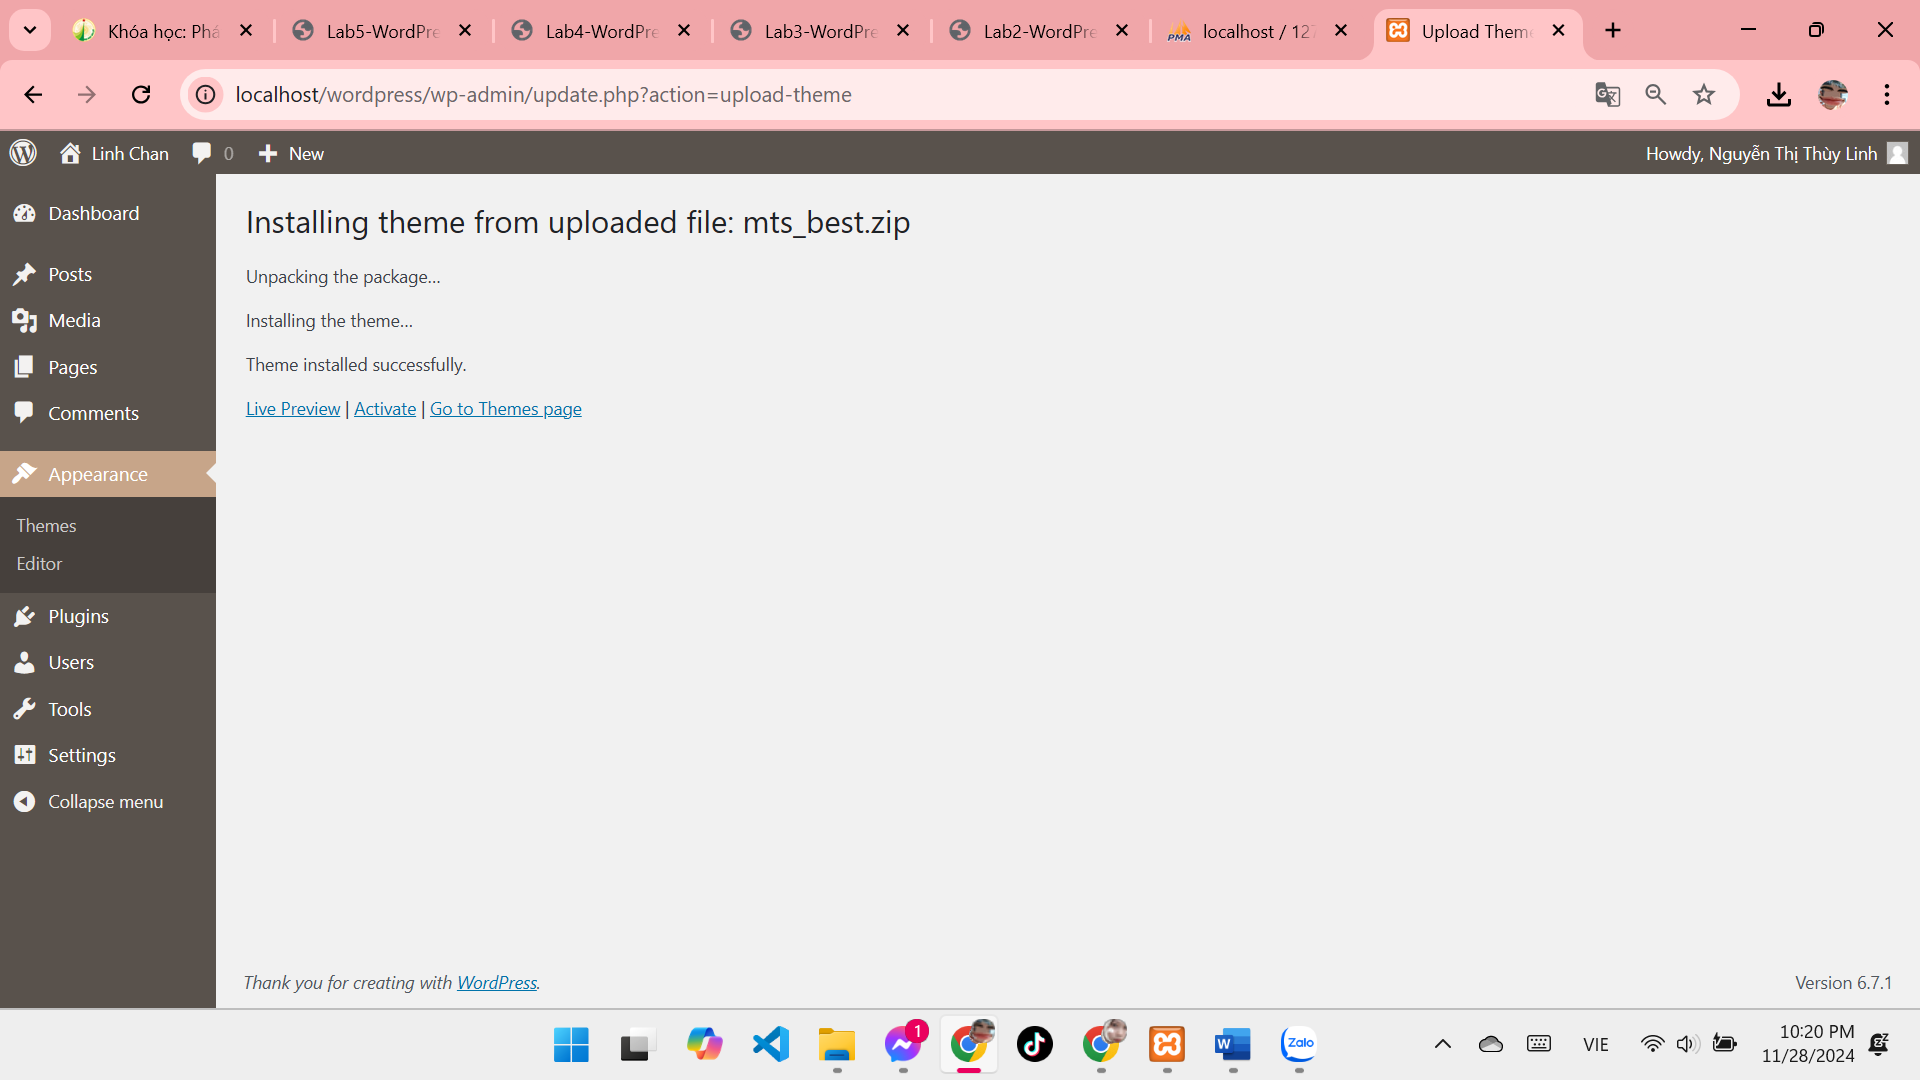 Khóa học: Phá
Lab5-WordPre
Lab4-WordPre
Lab3-WordPre
Lab2-WordPre
PMA
localhost / 127
Upload Theme
localhost/wordpress/wp-admin/update.php?action=upload-theme
Linh Chan
0
New
Howdy, Nguyễn Thị Thùy Linh
Dashboard
Posts
Media
Pages
Comments
Appearance
Themes
Editor
Plugins
Users
Tools
Settings
Collapse menu
Installing theme from uploaded file: mts_best.zip
Unpacking the package…
Installing the theme…
Theme installed successfully.
Live Preview | Activate | Go to Themes page
Thank you for creating with WordPress.
Version 6.7.1
1
W
Zalo
VIE
10:20 PM
11/28/2024